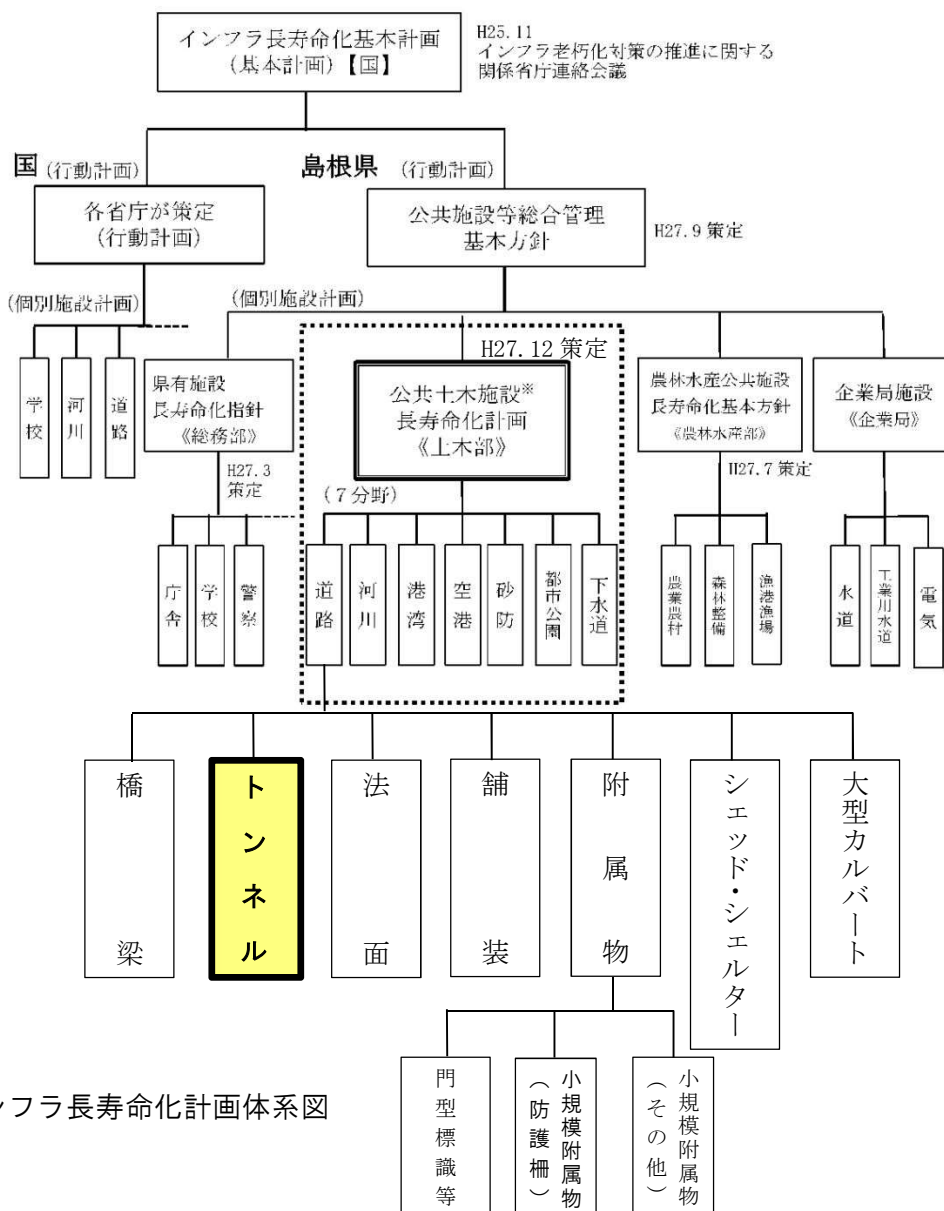 インフラ長寿命化基本計画
(基本計画)【国】
H25.11
インフラ老朽化対策の推進に関する
関係省庁連絡会議
国 (行動計画)
島根県 (行動計画)
各省庁が策定
(行動計画)
公共施設等総合管理
基本方針
H27.9 策定
(個別施設計画)
(個別施設計画)
学校
河川
道路
県有施設
長寿命化指針
《総務部》
H27.3
策定
庁舎
学校
警察
H27.12 策定
公共土木施設※
長寿命化計画
《土木部》
(7分野)
道路
河川
港湾
空港
砂防
都市公園
下水道
農林水産公共施設
長寿命化基本方針
《農林水産部》
H27.7 策定
農業農村
森林整備
漁港漁場
企業局施設
《企業局》
水道
工業用水道
電気
橋梁
トンネル
法面
舗装
附属物
シェッド・シェルター
大型カルバート
門型標識等
小規模附属物
(防護柵)
小規模附属物
(その他)
ンフラ長寿命化計画体系図